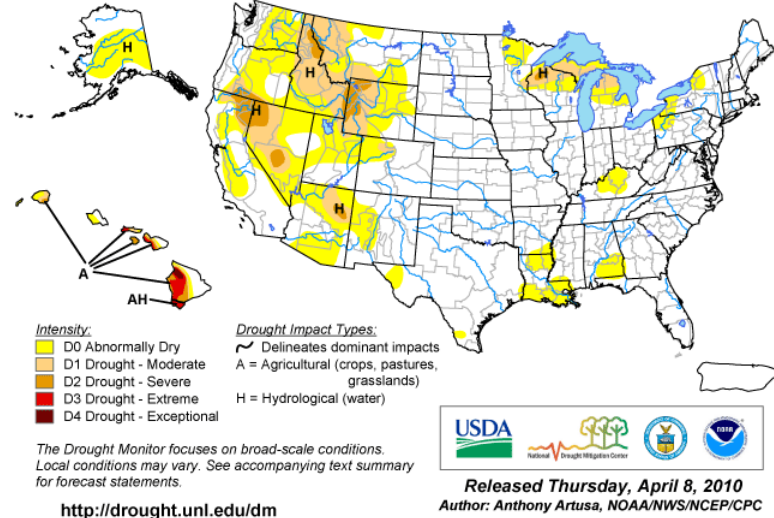 H
H
H
H
H
A
AH
Intensity:
D0 Abnormally Dry
D1 Drought - Moderate
D2 Drought - Severe
D3 Drought - Extreme
D4 Drought - Exceptional
Drought Impact Types:
Delineates dominant impacts
A = Agricultural (crops, pastures,
grasslands)
H = Hydrological (water)
The Drought Monitor focuses on broad-scale conditions.
Local conditions may vary. See accompanying text summary
for forecast statements.
http://drought.unl.edu/dm
USDA
National Drought Mitigation Center
NOAA
Released Thursday, April 8, 2010
Author: Anthony Artusa, NOAA/NWS/NCEP/CPC